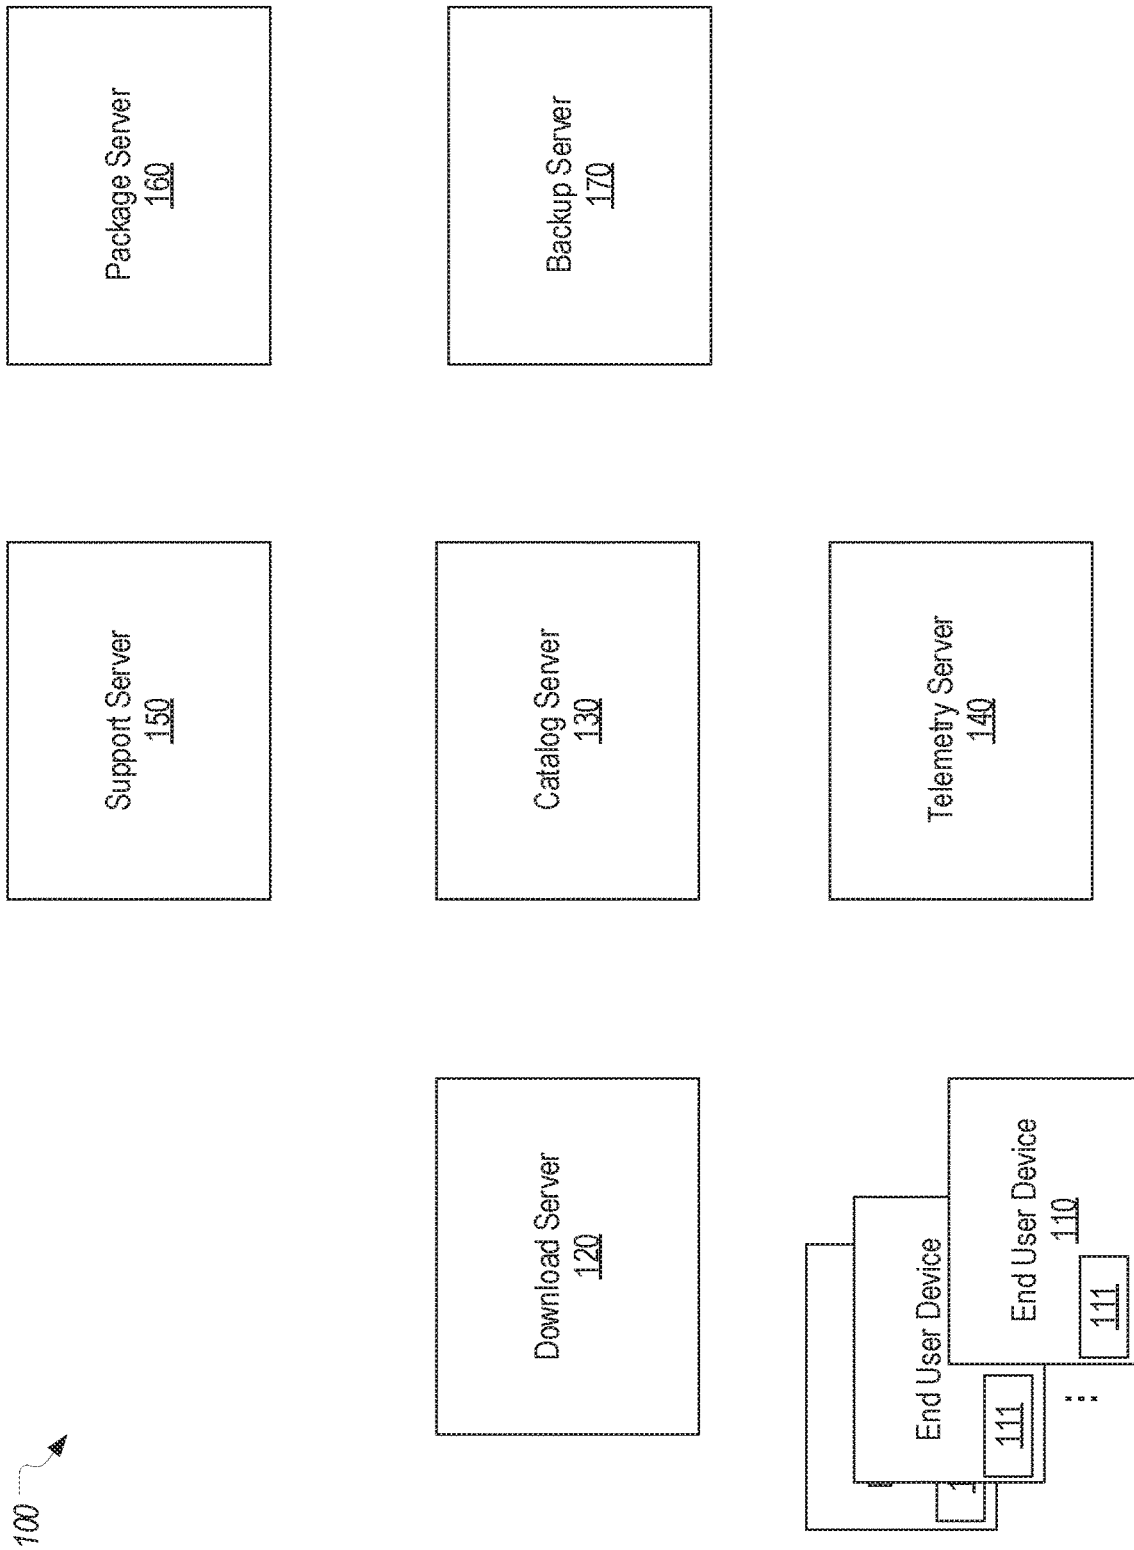 100
Support Server
150
Package Server
160
Download Server
120
Catalog Server
130
Backup Server
170
Telemetry Server
140
End User Device
111
End User Device
110
111